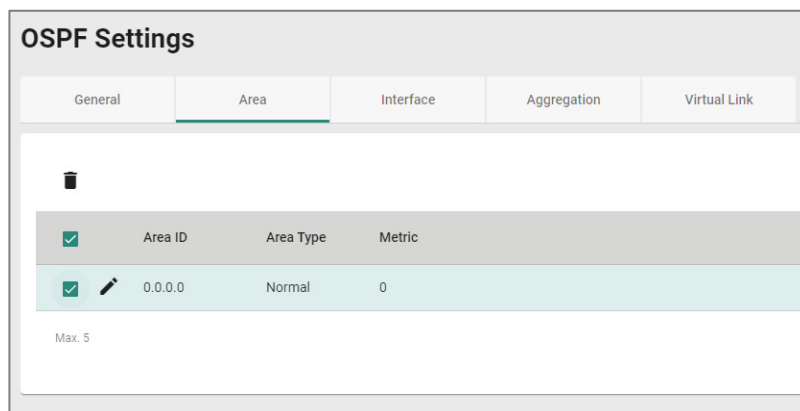 OSPF Settings
General Area Interface Aggregation Virtual Link
Area ID Area Type Metric
0.0.0.0 Normal 0
Max. 5